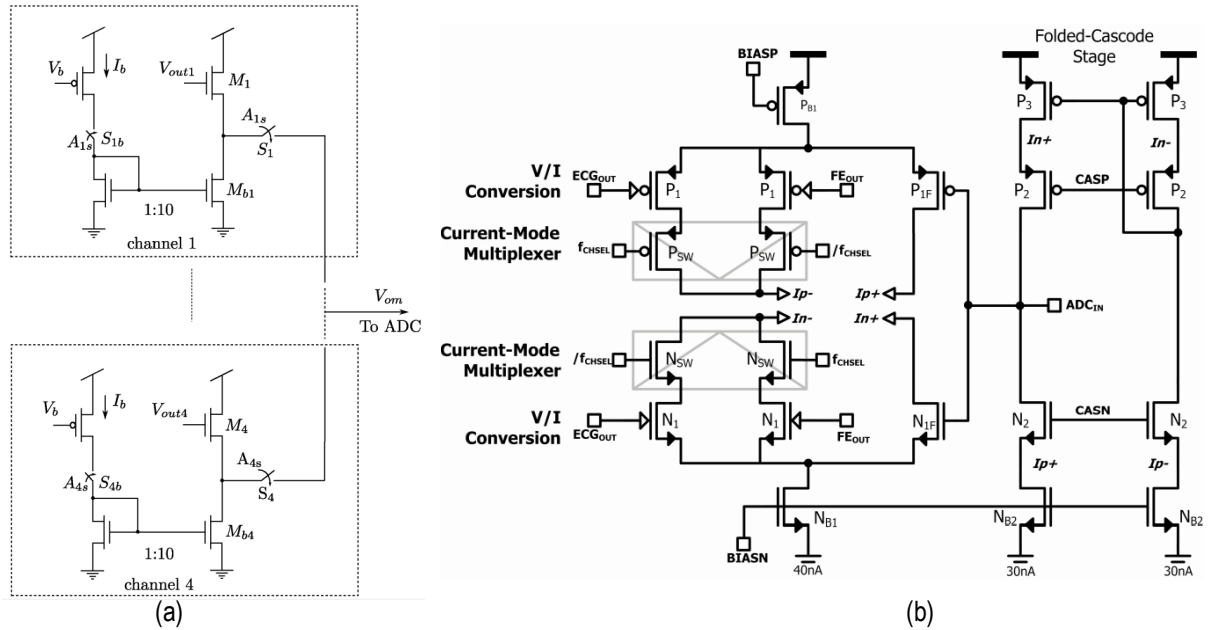 V_b
I_b
V_out1
M_1
A_1s
S_1b
A_1s
S_1
M_b1
1:10
channel 1
V_om
To ADC
V_b
I_b
V_out4
M_4
A_4s
S_4b
A_4s
S_4
M_b4
1:10
channel 4
(a)
Folded-Cascode
Stage
BIASP
P_B1
P_3
P_3
In+
In-
V/I
Conversion
ECG_OUT
P_1
P_1
FE_OUT
P_1F
P_2
CASP
P_2
Current-Mode
Multiplexer
f_CHSEL
P_SW
P_SW
/f_CHSEL
Ip-
Ip+
In-
In+
ADC_IN
Current-Mode
Multiplexer
/f_CHSEL
N_SW
N_SW
f_CHSEL
V/I
Conversion
ECG_OUT
N_1
N_1
FE_OUT
N_1F
N_2
CASN
N_2
Ip+
Ip-
N_B1
N_B2
N_B2
BIASN
40nA
30nA
30nA
(b)